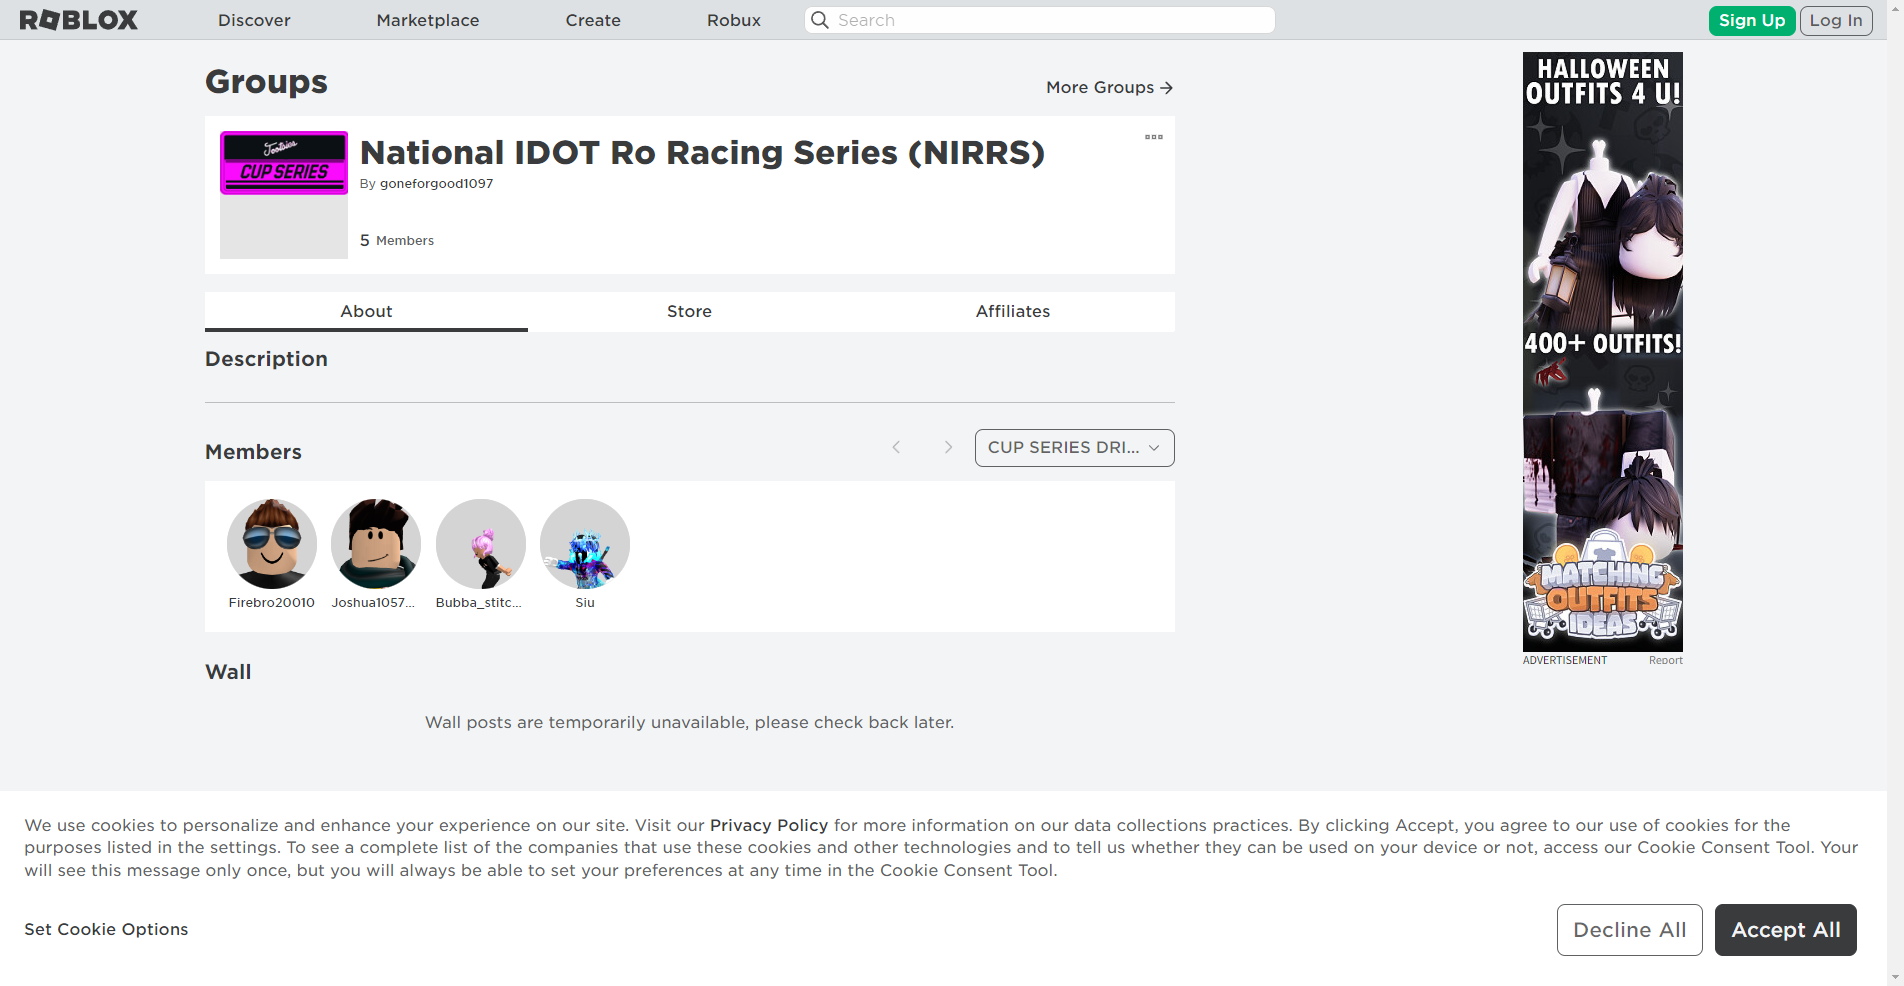 ROBLOX
Discover
Marketplace
Create
Robux
Search
Sign Up
Log In
Groups
More Groups
Tootsies
CUP SERIES
National IDOT Ro Racing Series (NIRRS)
By goneforgood1097
5 Members
About
Store
Affiliates
Description
Members
CUP SERIES DRI...
Firebro20010
Joshua1057...
Bubba_stitc...
Siu
Wall
Wall posts are temporarily unavailable, please check back later.
HALLOWEEN
OUTFITS 4 U!
400+ OUTFITS!
MATCHING
OUTFITS
IDEAS
ADVERTISEMENT
Report
We use cookies to personalize and enhance your experience on our site. Visit our Privacy Policy for more information on our data collections practices. By clicking Accept, you agree to our use of cookies for the
purposes listed in the settings. To see a complete list of the companies that use these cookies and other technologies and to tell us whether they can be used on your device or not, access our Cookie Consent Tool. Your
will see this message only once, but you will always be able to set your preferences at any time in the Cookie Consent Tool.
Set Cookie Options
Decline All
Accept All